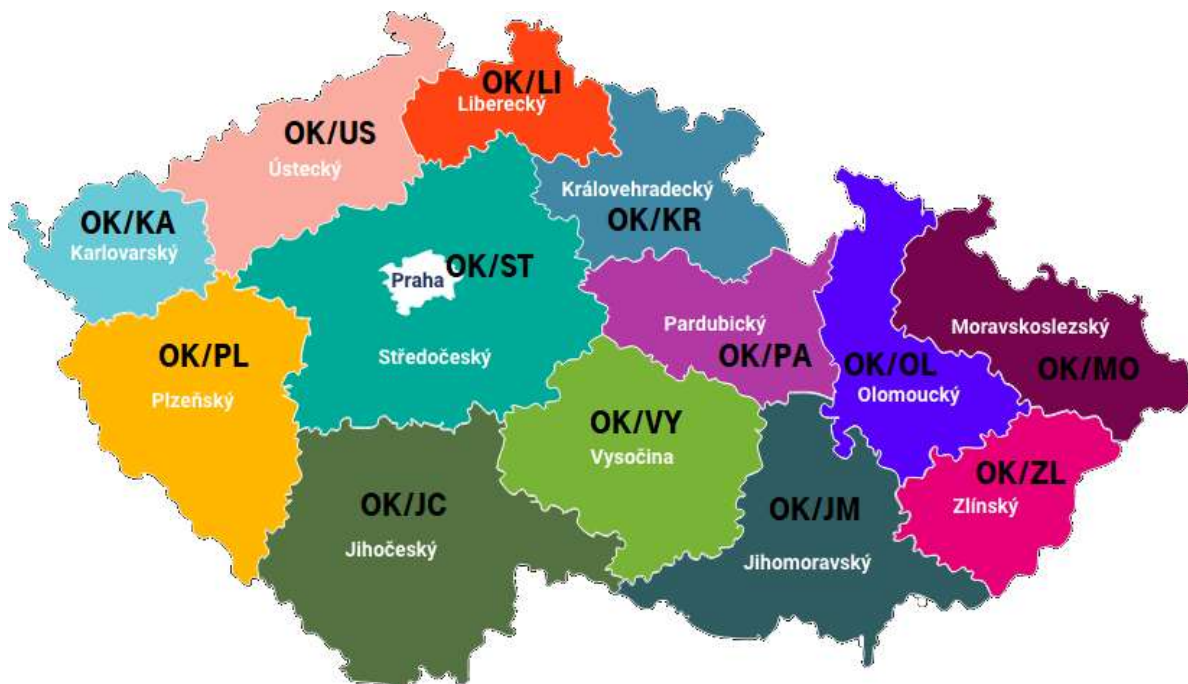 OK/LI
Liberecký
OK/US
Ústecký
Královehradecký
OK/KR
OK/KA
Karlovarský
OK/ST
Praha
Středočeský
Pardubický
OK/PA
Moravskoslezský
OK/MO
OK/PL
Plzeňský
OK/OL
Olomoucký
OK/VY
Vysočina
OK/ZL
Zlínský
OK/JC
Jihočeský
OK/JM
Jihomoravský